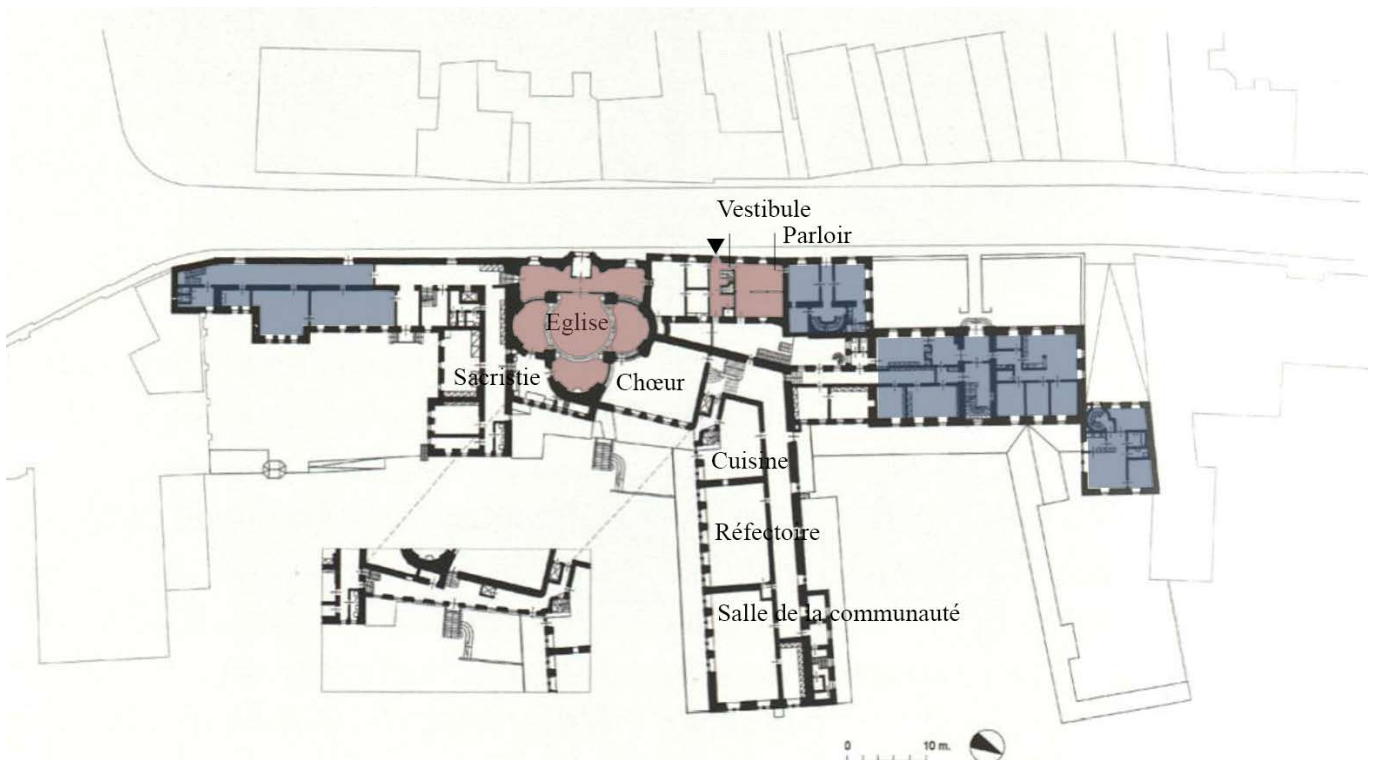 Vestibule
Parloir
Eglise
Sacristie
Chœur
Cuisine
Réfectoire
Salle de la communauté
0
10 m.